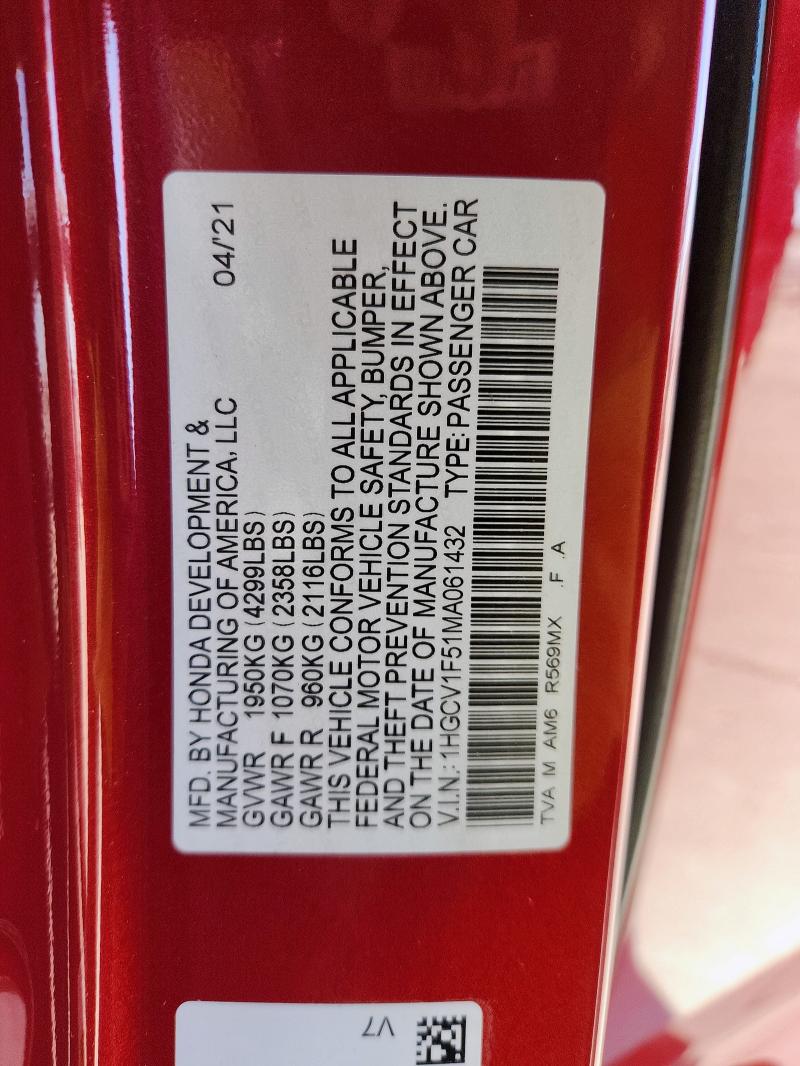 MFD. BY HONDA DEVELOPMENT &
MANUFACTURING OF AMERICA, LLC 04/'21
GVWR 1950KG (4299LBS)
GAWR F 1070KG (2358LBS)
GAWR R 960KG (2116LBS)
THIS VEHICLE CONFORMS TO ALL APPLICABLE
FEDERAL MOTOR VEHICLE SAFETY, BUMPER,
AND THEFT PREVENTION STANDARDS IN EFFECT
ON THE DATE OF MANUFACTURE SHOWN ABOVE.
V.I.N.: 1HGCV1F51MA061432 TYPE: PASSENGER CAR
TVA M AM6 R569MX .F .A
V7